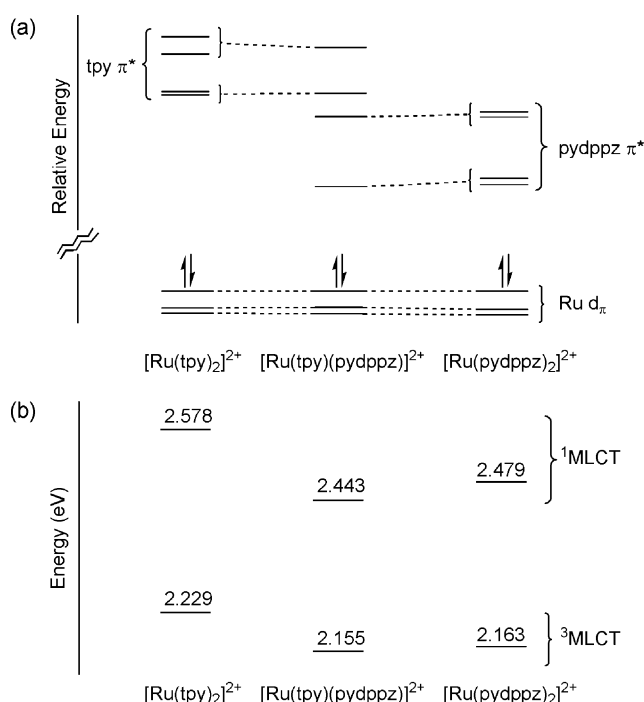 (a)
tpy π*
Relative Energy
pydppz π*
Ru dπ
[Ru(tpy)₂]²⁺ [Ru(tpy)(pydppz)]²⁺ [Ru(pydppz)₂]²⁺
(b)
2.578
2.443
2.479
¹MLCT
Energy (eV)
2.229
2.155
2.163
³MLCT
[Ru(tpy)₂]²⁺ [Ru(tpy)(pydppz)]²⁺ [Ru(pydppz)₂]²⁺